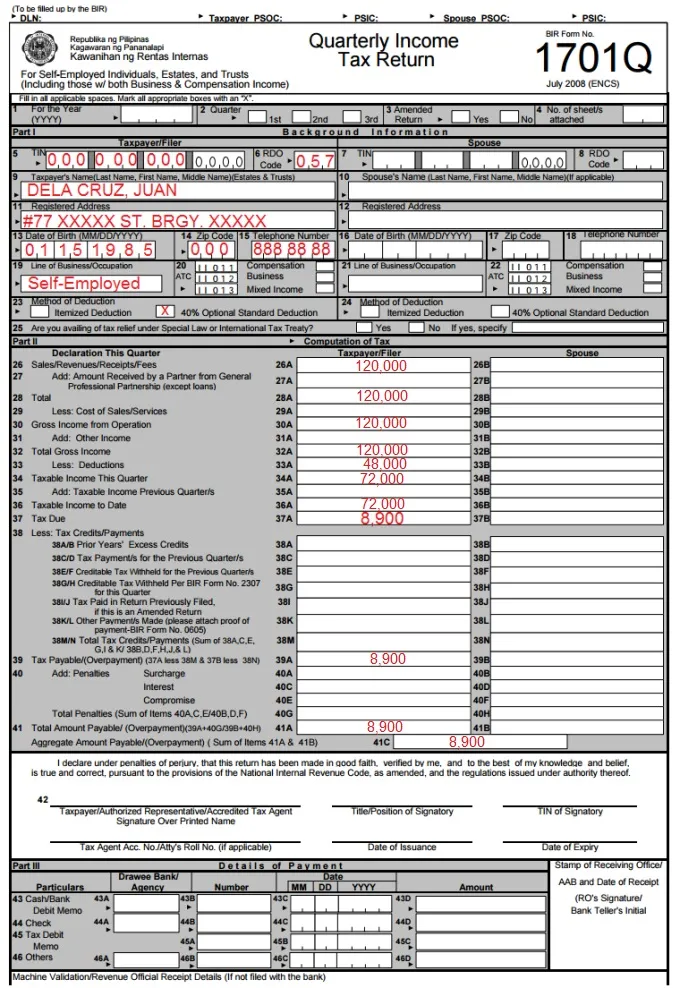 (To be filled up by the BIR)
DLN: Taxpayer PSOC: PSIC: Spouse PSOC: PSIC:
Republika ng Pilipinas
Kagawaran ng Pananalapi
Kawanihan ng Rentas Internas
For Self-Employed Individuals, Estates, and Trusts
(Including those w/ both Business & Compensation Income)
Quarterly Income
Tax Return
BIR Form No.
1701Q
July 2008 (ENCS)
Fill in all applicable spaces. Mark all appropriate boxes with an "X".
1 For the Year (YYYY) 2 Quarter 1st 2nd 3rd 3 Amended Return Yes No 4 No. of sheet/s attached
Part I Background Information
Taxpayer/Filer Spouse
5 TIN 0,0,0 0,0,0 0,0,0 0,0,0,0 6 RDO Code 0,5,7 7 TIN 0,0,0,0 8 RDO Code
9 Taxpayer's Name(Last Name, First Name, Middle Name)(Estates & Trusts) 10 Spouse's Name (Last Name, First Name, Middle Name)(If applicable)
DELA CRUZ, JUAN
11 Registered Address 12 Registered Address
#77 XXXXX ST. BRGY. XXXXX
13 Date of Birth (MM/DD/YYYY) 14 Zip Code 15 Telephone Number 16 Date of Birth (MM/DD/YYYY) 17 Zip Code 18 Telephone Number
0,1 1,5 1,9,8,5 0,0,0 888 88 88
19 Line of Business/Occupation 20 ATC II 011 Compensation 21 Line of Business/Occupation 22 ATC II 011 Compensation
II 012 Business II 012 Business
Self-Employed II 013 Mixed Income II 013 Mixed Income
23 Method of Deduction 24 Method of Deduction
Itemized Deduction X 40% Optional Standard Deduction Itemized Deduction 40% Optional Standard Deduction
25 Are you availing of tax relief under Special Law or International Tax Treaty? Yes No If yes, specify
Part II Computation of Tax
Declaration This Quarter Taxpayer/Filer Spouse
26 Sales/Revenues/Receipts/Fees 26A 120,000 26B
27 Add: Amount Received by a Partner from General
Professional Partnership (except loans) 27A 27B
28 Total 28A 120,000 28B
29 Less: Cost of Sales/Services 29A 29B
30 Gross Income from Operation 30A 120,000 30B
31 Add: Other Income 31A 31B
32 Total Gross Income 32A 120,000 32B
33 Less: Deductions 33A 48,000 33B
34 Taxable Income This Quarter 34A 72,000 34B
35 Add: Taxable Income Previous Quarter/s 35A 35B
36 Taxable Income to Date 36A 72,000 36B
37 Tax Due 37A 8,900 37B
38 Less: Tax Credits/Payments
38A/B Prior Years' Excess Credits 38A 38B
38C/D Tax Payment/s for the Previous Quarter/s 38C 38D
38E/F Creditable Tax Withheld for the Previous Quarter/s 38E 38F
38G/H Creditable Tax Withheld Per BIR Form No. 2307
for this Quarter 38G 38H
38I/J Tax Paid in Return Previously Filed, 38I 38J
if this is an Amended Return
38K/L Other Payment/s Made (please attach proof of 38K 38L
payment-BIR Form No. 0605)
38M/N Total Tax Credits/Payments (Sum of 38A,C,E, 38M 38N
G,I & K/ 38B,D,F,H,J,& L)
39 Tax Payable/(Overpayment) (37A less 38M & 37B less 38N) 39A 8,900 39B
40 Add: Penalties Surcharge 40A 40B
Interest 40C 40D
Compromise 40E 40F
Total Penalties (Sum of Items 40A,C,E/40B,D,F) 40G 40H
41 Total Amount Payable/ (Overpayment)(39A+40G/39B+40H) 41A 8,900 41B
Aggregate Amount Payable/(Overpayment) ( Sum of Items 41A & 41B) 41C 8,900
I declare under penalties of perjury, that this return has been made in good faith, verified by me, and to the best of my knowledge and belief,
is true and correct, pursuant to the provisions of the National Internal Revenue Code, as amended, and the regulations issued under authority thereof.
42
Taxpayer/Authorized Representative/Accredited Tax Agent Title/Position of Signatory TIN of Signatory
Signature Over Printed Name
Tax Agent Acc. No./Atty's Roll No. (if applicable) Date of Issuance Date of Expiry
Part III Details of Payment
Stamp of Receiving Office/
AAB and Date of Receipt
(RO's Signature/
Bank Teller's Initial
Particulars Drawee Bank/ Agency Number Date MM DD YYYY Amount
43 Cash/Bank Debit Memo 43A 43B 43C 43D
44 Check 44A 44B 44C 44D
45 Tax Debit Memo 45A 45B 45C
46 Others 46A 46B 46C 46D
Machine Validation/Revenue Official Receipt Details (If not filed with the bank)